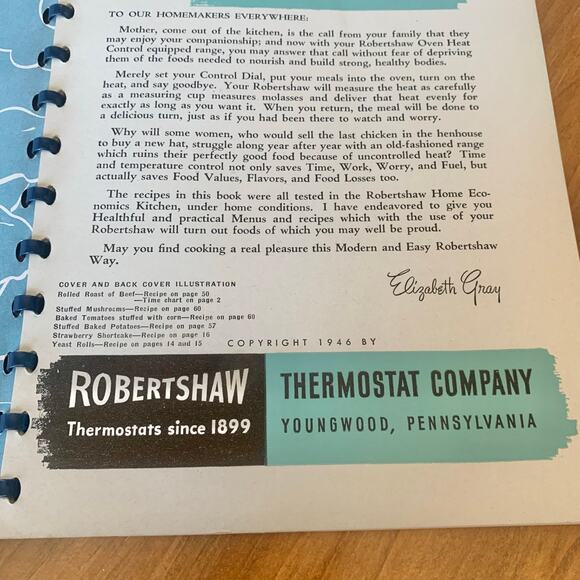 TO OUR HOMEMAKERS EVERYWHERE:
Mother, come out of the kitchen, is the call from your family that they
may enjoy your companionship; and now with your Robertshaw Oven Heat
Control equipped range, you may answer that call without fear of depriving
them of the foods needed to nourish and build strong, healthy bodies.
Merely set your Control Dial, put your meals into the oven, turn on the
heat, and say goodbye. Your Robertshaw will measure the heat as carefully
as a measuring cup measures molasses and deliver that heat evenly for
exactly as long as you want it. When you return, the meal will be done to
a delicious turn, just as if you had been there to watch and worry.
Why will some women, who would sell the last chicken in the henhouse
to buy a new hat, struggle along year after year with an old-fashioned range
which ruins their perfectly good food because of uncontrolled heat? Time
and temperature control not only saves Time, Work, Worry, and Fuel, but
actually saves Food Values, Flavors, and Food Losses too.
The recipes in this book were all tested in the Robertshaw Home Eco-
nomics Kitchen, under home conditions. I have endeavored to give you
Healthful and practical Menus and recipes which with the use of your
Robertshaw will turn out foods of which you may well be proud.
May you find cooking a real pleasure this Modern and Easy Robertshaw
Way.
Elizabeth Gray
COVER AND BACK COVER ILLUSTRATION
Rolled Roast of Beef—Recipe on page 50
—Time chart on page 2
Stuffed Mushrooms—Recipe on page 60
Baked Tomatoes stuffed with corn—Recipe on page 60
Stuffed Baked Potatoes—Recipe on page 57
Strawberry Shortcake—Recipe on page 16
Yeast Rolls—Recipe on pages 14 and 15
COPYRIGHT 1946 BY
ROBERTSHAW
Thermostats since 1899
THERMOSTAT COMPANY
YOUNGWOOD, PENNSYLVANIA